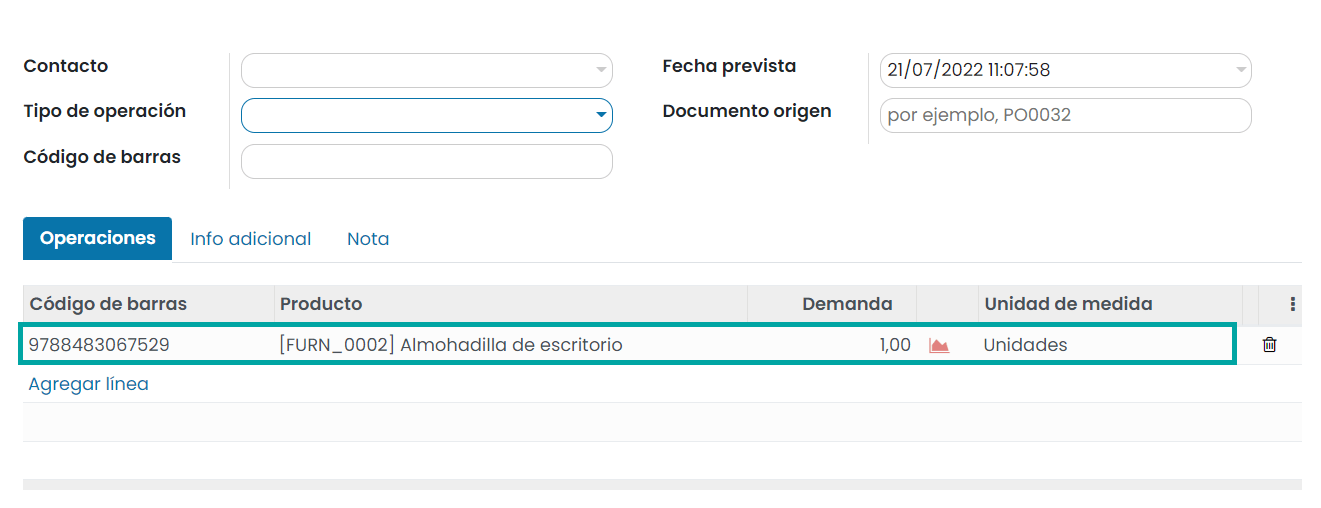 Contacto
Fecha prevista 21/07/2022 11:07:58
Tipo de operación
Documento origen por ejemplo, PO0032
Código de barras
Operaciones Info adicional Nota
Código de barras Producto Demanda Unidad de medida
9788483067529 [FURN_0002] Almohadilla de escritorio 1,00 Unidades
Agregar línea